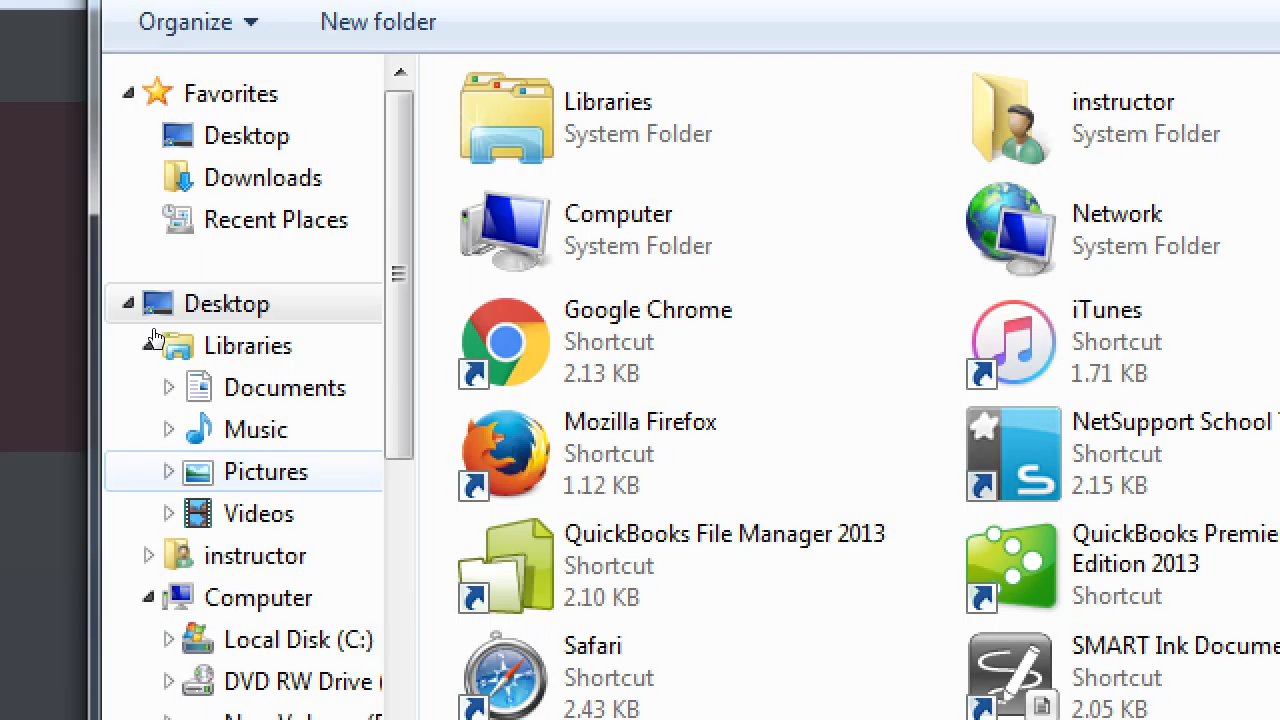 Organize
New folder
Favorites
Desktop
Downloads
Recent Places
Desktop
Libraries
Documents
Music
Pictures
Videos
instructor
Computer
Local Disk (C:)
DVD RW Drive (
Libraries
System Folder
instructor
System Folder
Computer
System Folder
Network
System Folder
Google Chrome
Shortcut
2.13 KB
iTunes
Shortcut
1.71 KB
Mozilla Firefox
Shortcut
1.12 KB
NetSupport School
Shortcut
2.15 KB
QuickBooks File Manager 2013
Shortcut
2.10 KB
QuickBooks Premie
Edition 2013
Shortcut
Safari
Shortcut
2.43 KB
SMART Ink Docume
Shortcut
2.05 KB